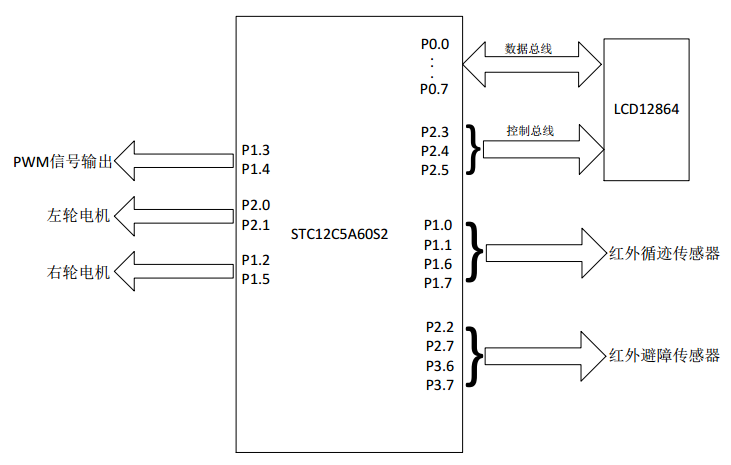 PWM信号输出
左轮电机
右轮电机
P1.3
P1.4
P2.0
P2.1
P1.2
P1.5
STC12C5A60S2
P0.0
.
.
P0.7
P2.3
P2.4
P2.5
P1.0
P1.1
P1.6
P1.7
P2.2
P2.7
P3.6
P3.7
数据总线
控制总线
LCD12864
红外循迹传感器
红外避障传感器